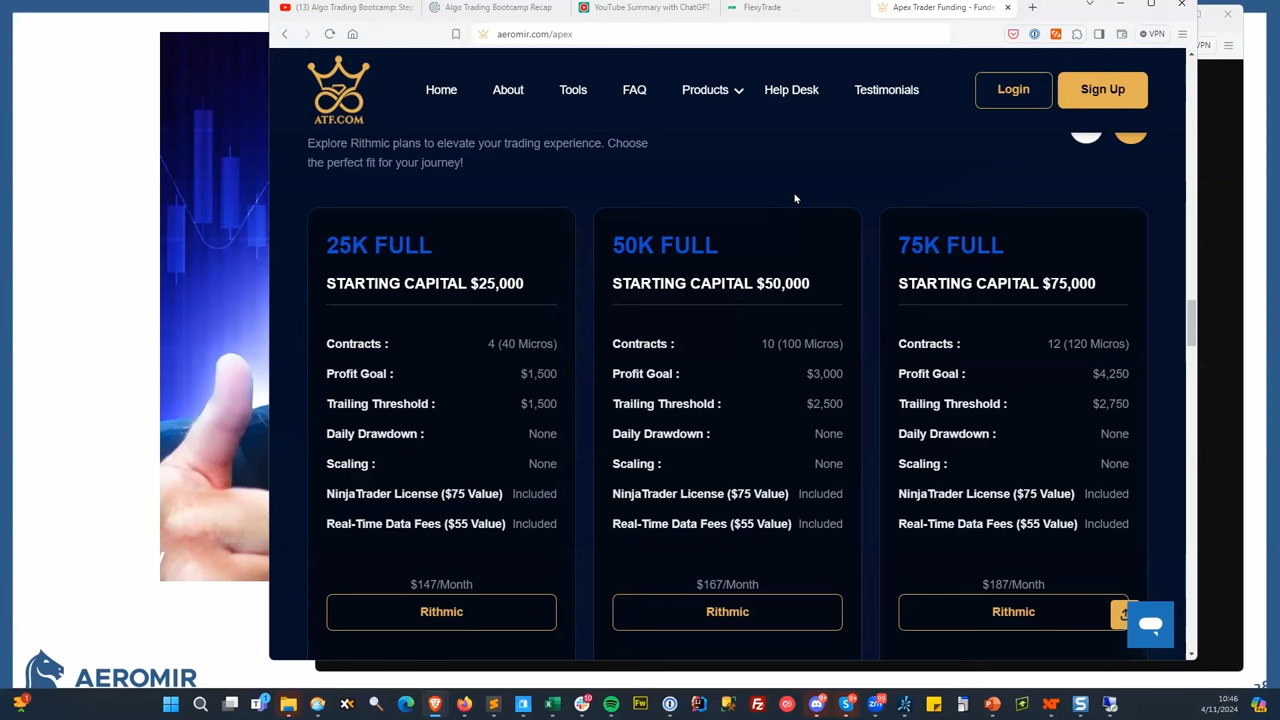 (13) Algo Trading Bootcamp: Step
Algo Trading Bootcamp Recap
YouTube Summary with ChatGPT
FlexyTrade
Apex Trader Funding - Funde
aeromir.com/apex
VPN
VPN
ATF.COM
Home
About
Tools
FAQ
Products
Help Desk
Testimonials
Login
Sign Up
Explore Rithmic plans to elevate your trading experience. Choose
the perfect fit for your journey!
25K FULL
STARTING CAPITAL $25,000
Contracts : 4 (40 Micros)
Profit Goal : $1,500
Trailing Threshold : $1,500
Daily Drawdown : None
Scaling : None
NinjaTrader License ($75 Value) Included
Real-Time Data Fees ($55 Value) Included
$147/Month
Rithmic
50K FULL
STARTING CAPITAL $50,000
Contracts : 10 (100 Micros)
Profit Goal : $3,000
Trailing Threshold : $2,500
Daily Drawdown : None
Scaling : None
NinjaTrader License ($75 Value) Included
Real-Time Data Fees ($55 Value) Included
$167/Month
Rithmic
75K FULL
STARTING CAPITAL $75,000
Contracts : 12 (120 Micros)
Profit Goal : $4,250
Trailing Threshold : $2,750
Daily Drawdown : None
Scaling : None
NinjaTrader License ($75 Value) Included
Real-Time Data Fees ($55 Value) Included
$187/Month
Rithmic
AEROMIR
10:46
4/11/2024